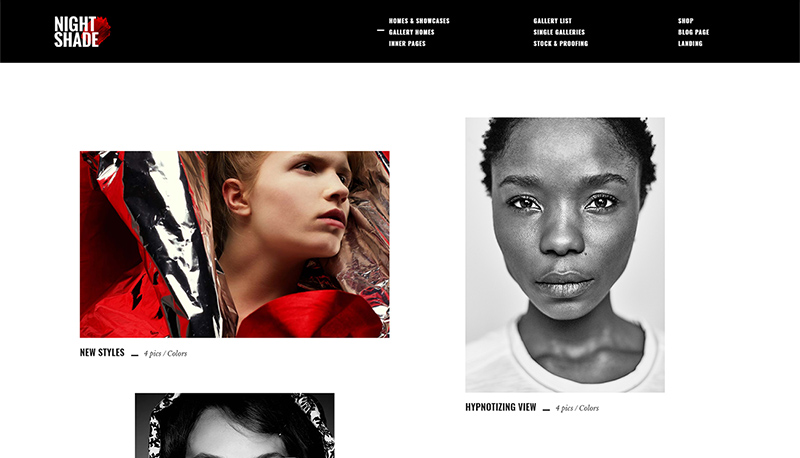 NIGHT
SHADE
HOMES & SHOWCASES
GALLERY HOMES
INNER PAGES
GALLERY LIST
SINGLE GALLERIES
STOCK & PROOFING
SHOP
BLOG PAGE
LANDING
NEW STYLES — 4 pics / Colors
HYPNOTIZING VIEW — 4 pics / Colors